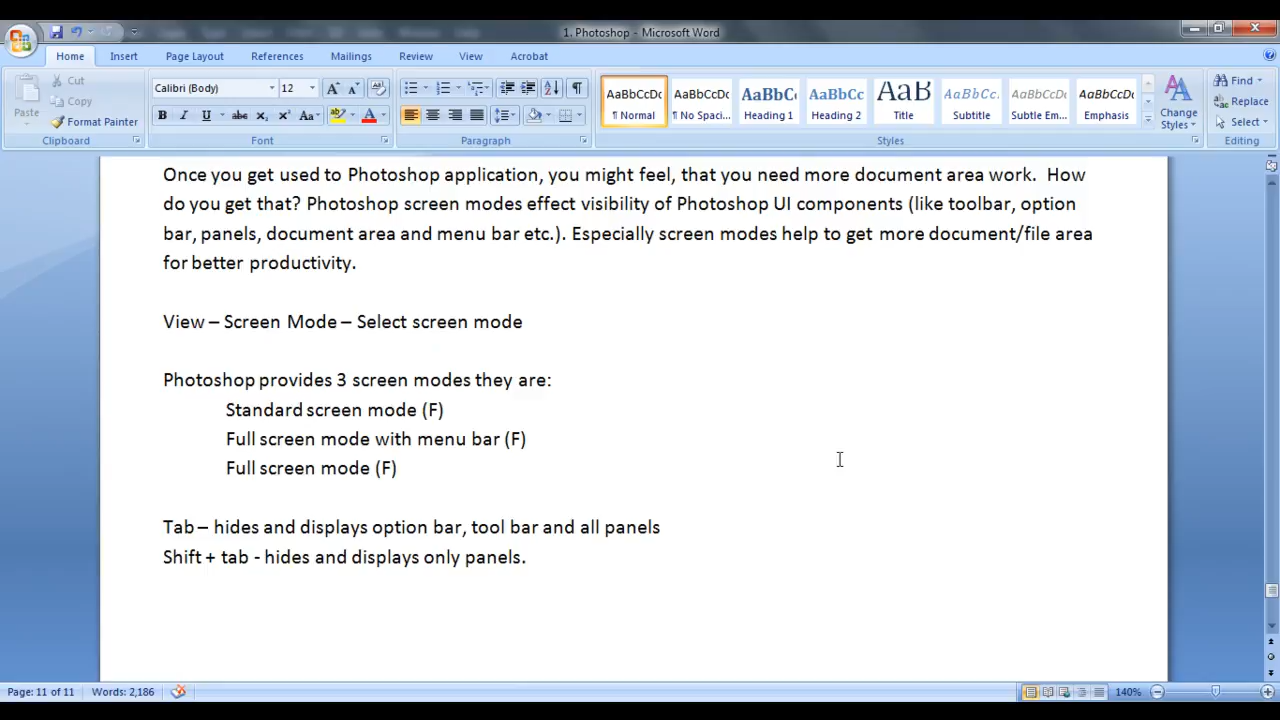 1. Photoshop - Microsoft Word
Home Insert Page Layout References Mailings Review View Acrobat
Paste
Cut
Copy
Format Painter
Clipboard
Calibri (Body) 12
Font
Paragraph
AaBbCcDc AaBbCcDc AaBbC AaBbCc AaB AaBbCc. AaBbCcDc AaBbCcDc
¶ Normal ¶ No Spaci... Heading 1 Heading 2 Title Subtitle Subtle Em... Emphasis
Change Styles
Styles
Find
Replace
Select
Editing
Once you get used to Photoshop application, you might feel, that you need more document area work. How
do you get that? Photoshop screen modes effect visibility of Photoshop UI components (like toolbar, option
bar, panels, document area and menu bar etc.). Especially screen modes help to get more document/file area
for better productivity.
View – Screen Mode – Select screen mode
Photoshop provides 3 screen modes they are:
Standard screen mode (F)
Full screen mode with menu bar (F)
Full screen mode (F)
Tab – hides and displays option bar, tool bar and all panels
Shift + tab - hides and displays only panels.
Page: 11 of 11 Words: 2,186 140%